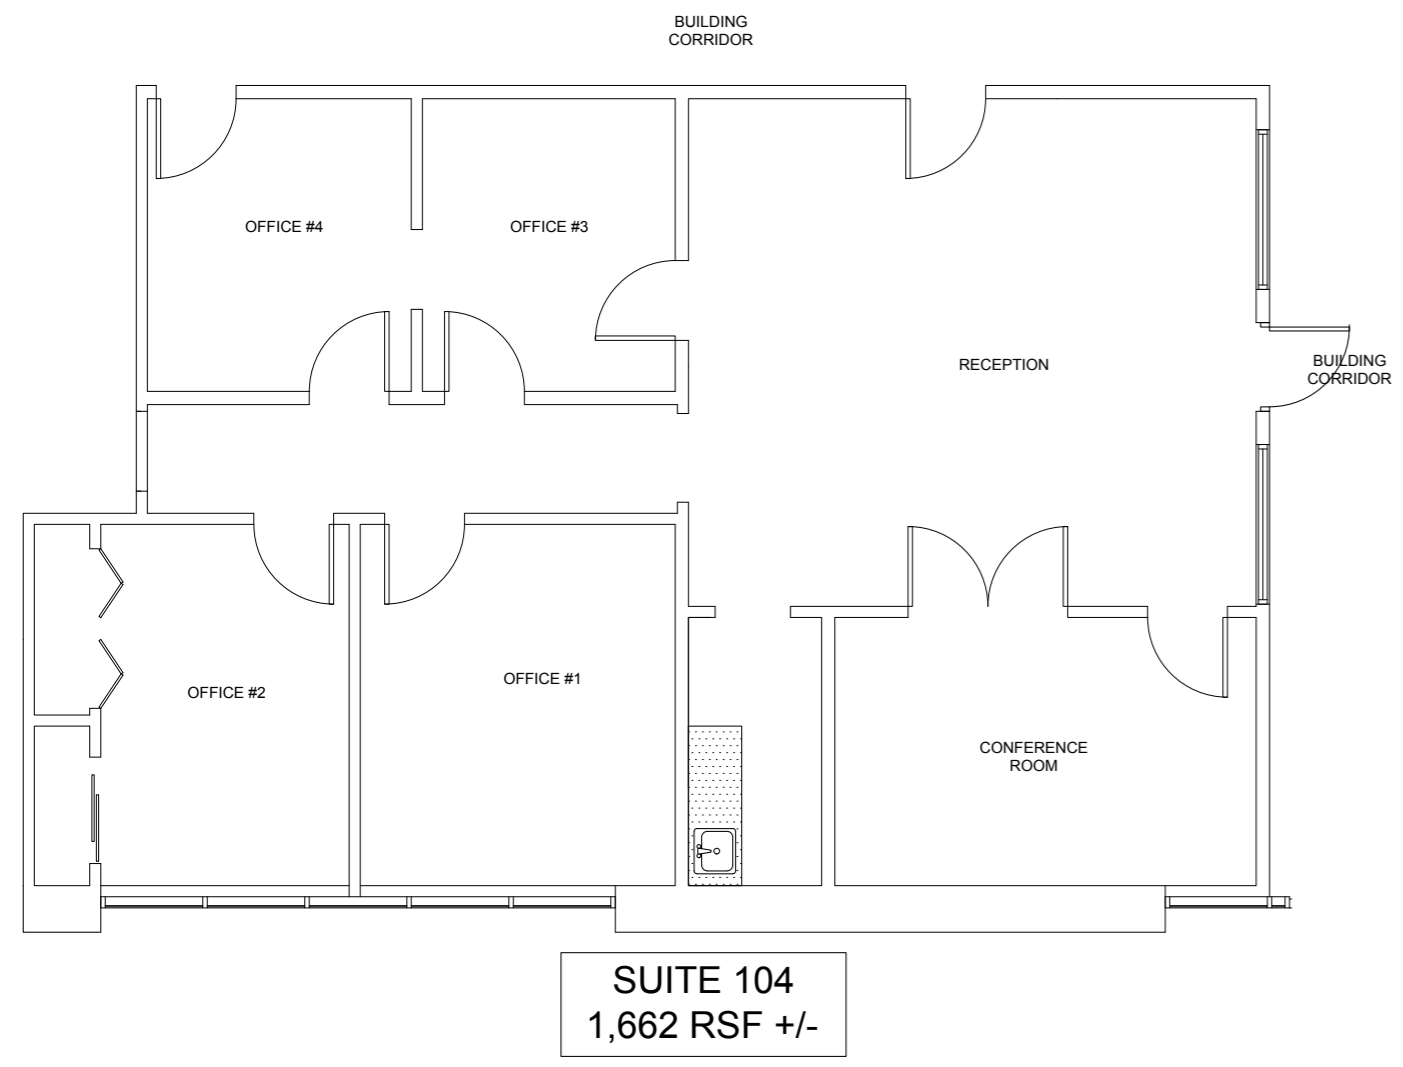 BUILDING
CORRIDOR
OFFICE #4
OFFICE #3
RECEPTION
BUILDING
CORRIDOR
OFFICE #2
OFFICE #1
CONFERENCE
ROOM
SUITE 104
1,662 RSF +/-